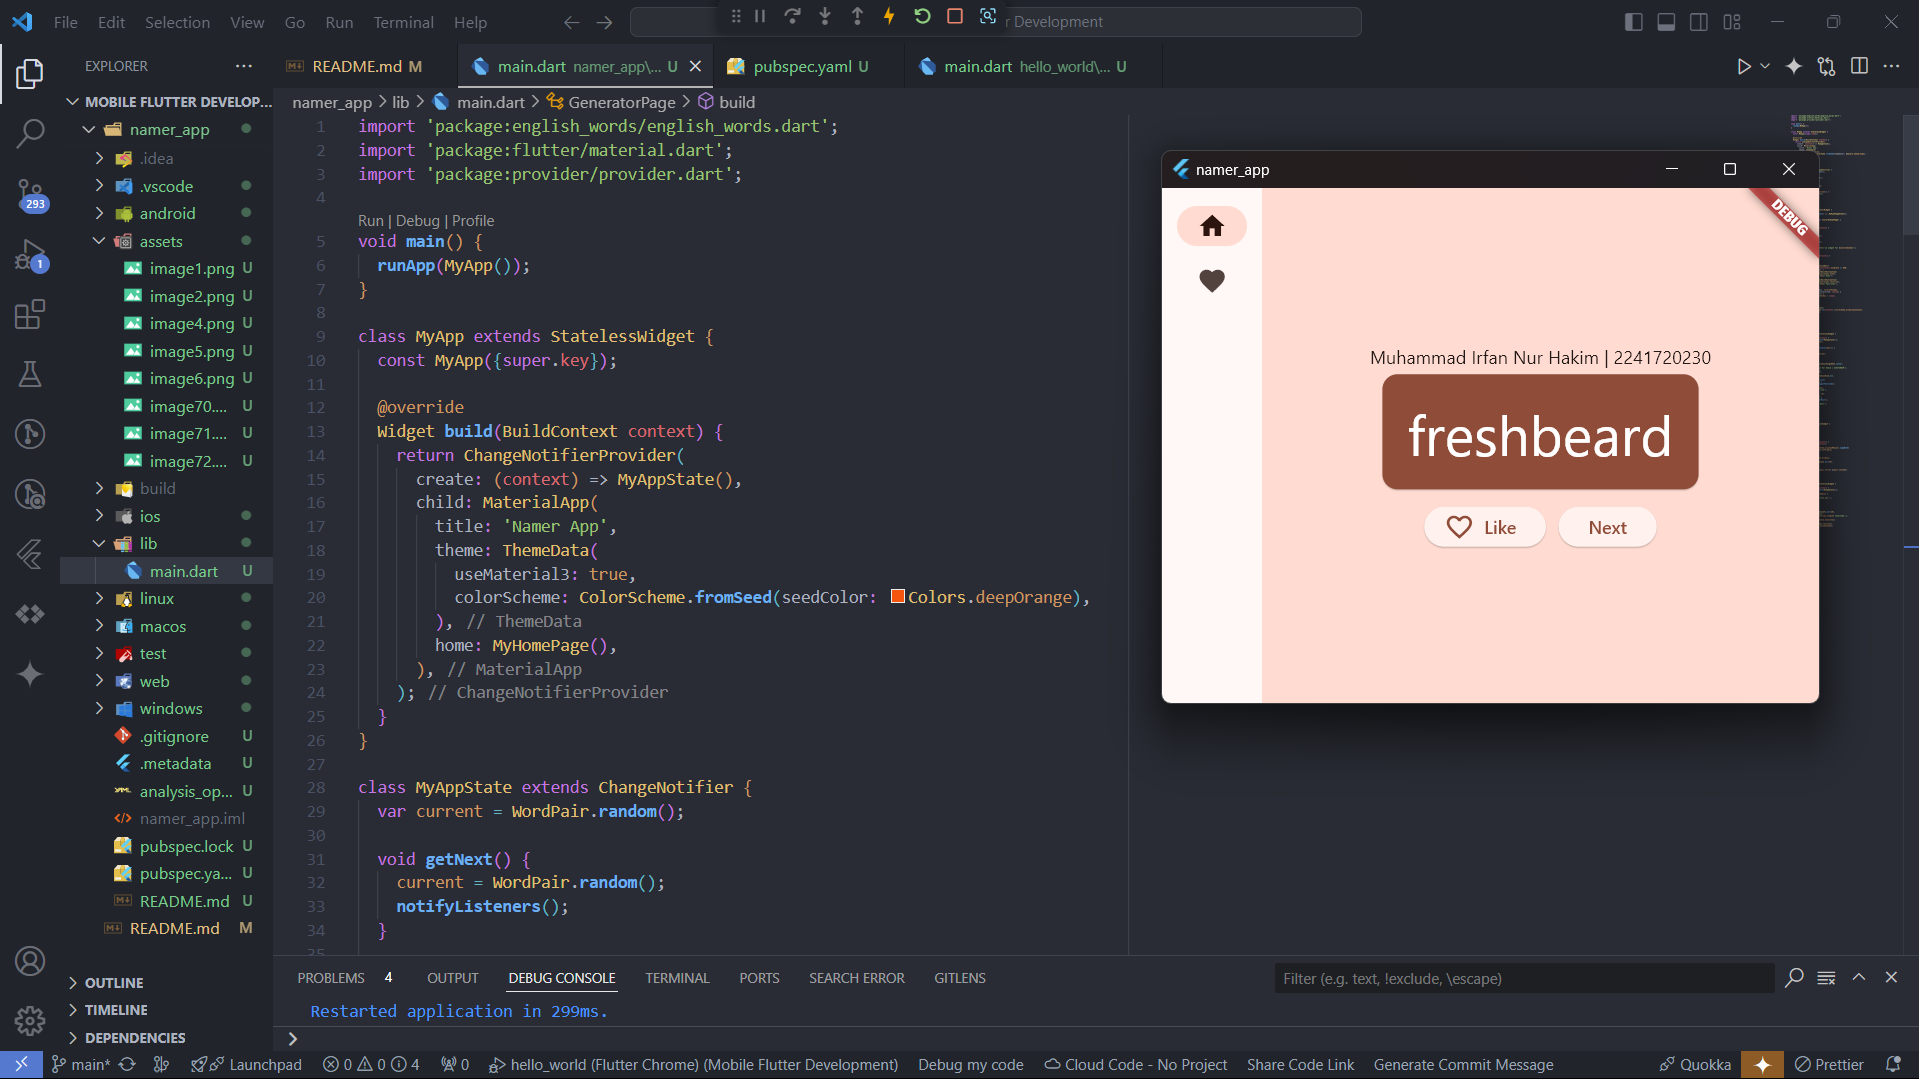 File Edit Selection View Go Run Terminal Help
r Development
EXPLORER
README.md M
main.dart namer_app\... U
pubspec.yaml U
main.dart hello_world\... U
namer_app > lib > main.dart > GeneratorPage > build
MOBILE FLUTTER DEVELOP...
namer_app
.idea
.vscode
android
assets
image1.png U
image2.png U
image4.png U
image5.png U
image6.png U
image70.... U
image71.... U
image72.... U
build
ios
lib
main.dart U
linux
macos
test
web
windows
.gitignore U
.metadata U
analysis_op... U
namer_app.iml
pubspec.lock U
pubspec.ya... U
README.md U
README.md M
OUTLINE
TIMELINE
DEPENDENCIES
293
1
1 import 'package:english_words/english_words.dart';
2 import 'package:flutter/material.dart';
3 import 'package:provider/provider.dart';
4
Run | Debug | Profile
5 void main() {
6 runApp(MyApp());
7 }
8
9 class MyApp extends StatelessWidget {
10 const MyApp({super.key});
11
12 @override
13 Widget build(BuildContext context) {
14 return ChangeNotifierProvider(
15 create: (context) => MyAppState(),
16 child: MaterialApp(
17 title: 'Namer App',
18 theme: ThemeData(
19 useMaterial3: true,
20 colorScheme: ColorScheme.fromSeed(seedColor: Colors.deepOrange),
21 ), // ThemeData
22 home: MyHomePage(),
23 ), // MaterialApp
24 ); // ChangeNotifierProvider
25 }
26 }
27
28 class MyAppState extends ChangeNotifier {
29 var current = WordPair.random();
30
31 void getNext() {
32 current = WordPair.random();
33 notifyListeners();
34 }
35
namer_app
DEBUG
Muhammad Irfan Nur Hakim | 2241720230
freshbeard
Like
Next
PROBLEMS 4 OUTPUT DEBUG CONSOLE TERMINAL PORTS SEARCH ERROR GITLENS
Filter (e.g. text, !exclude, \escape)
Restarted application in 299ms.
main* Launchpad 0 0 4 0 hello_world (Flutter Chrome) (Mobile Flutter Development) Debug my code Cloud Code - No Project Share Code Link Generate Commit Message Quokka Prettier